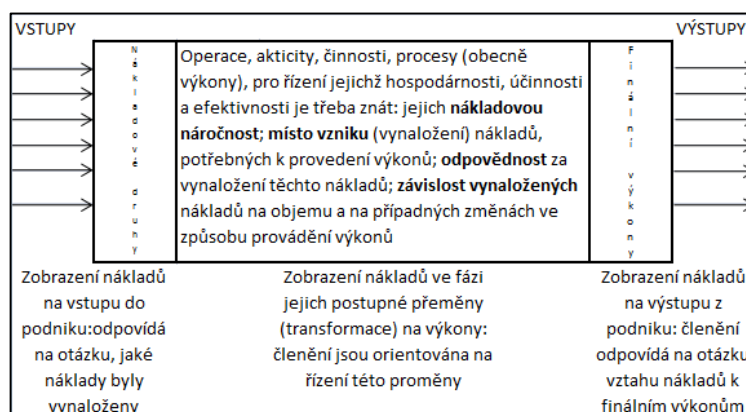 VSTUPY
VÝSTUPY
Nákladové druhy
Operace, akticity, činnosti, procesy (obecně
výkony), pro řízení jejichž hospodárnosti, účinnosti
a efektivnosti je třeba znát: jejich nákladovou
náročnost; místo vzniku (vynaložení) nákladů,
potřebných k provedení výkonů; odpovědnost za
vynaložení těchto nákladů; závislost vynaložených
nákladů na objemu a na případných změnách ve
způsobu provádění výkonů
Finální výkony
Zobrazení nákladů
na vstupu do
podniku:odpovídá
na otázku, jaké
náklady byly
vynaloženy
Zobrazení nákladů ve fázi
jejich postupné přeměny
(transformace) na výkony:
členění jsou orientována na
řízení této proměny
Zobrazení nákladů
na výstupu z
podniku: členění
odpovídá na otázku
vztahu nákladů k
finálním výkonům